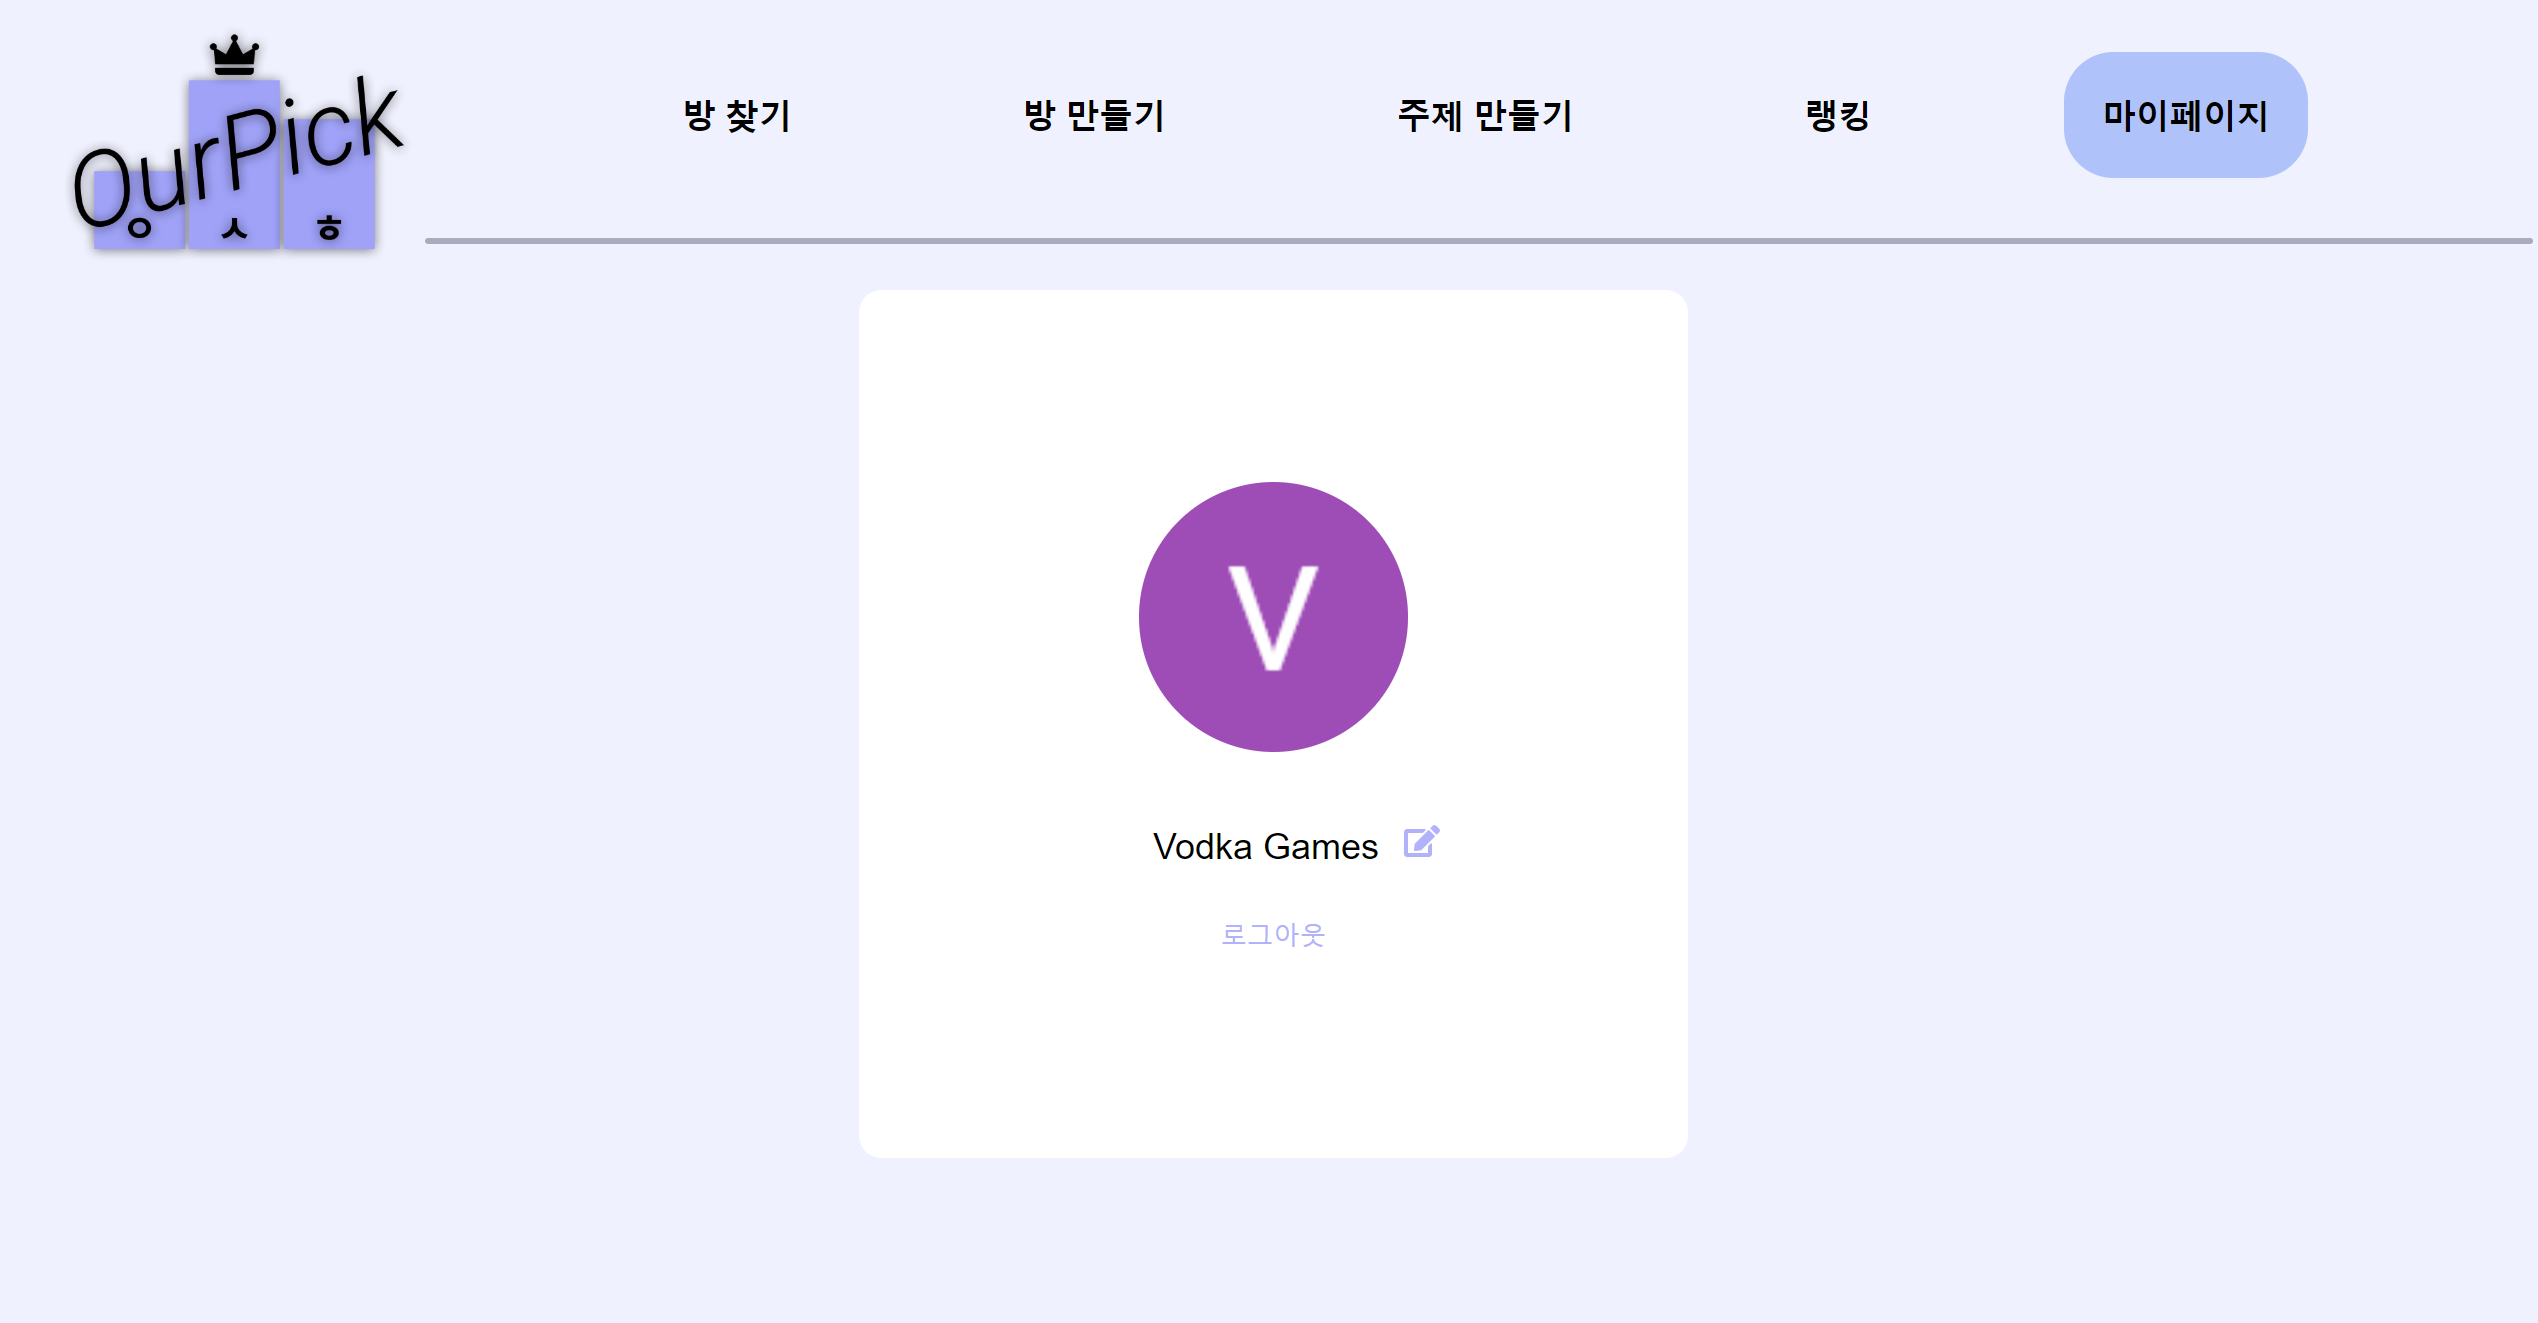 OurPick
ㅇ ㅅ ㅎ
방 찾기 방 만들기 주제 만들기 랭킹 마이페이지
V
Vodka Games
로그아웃